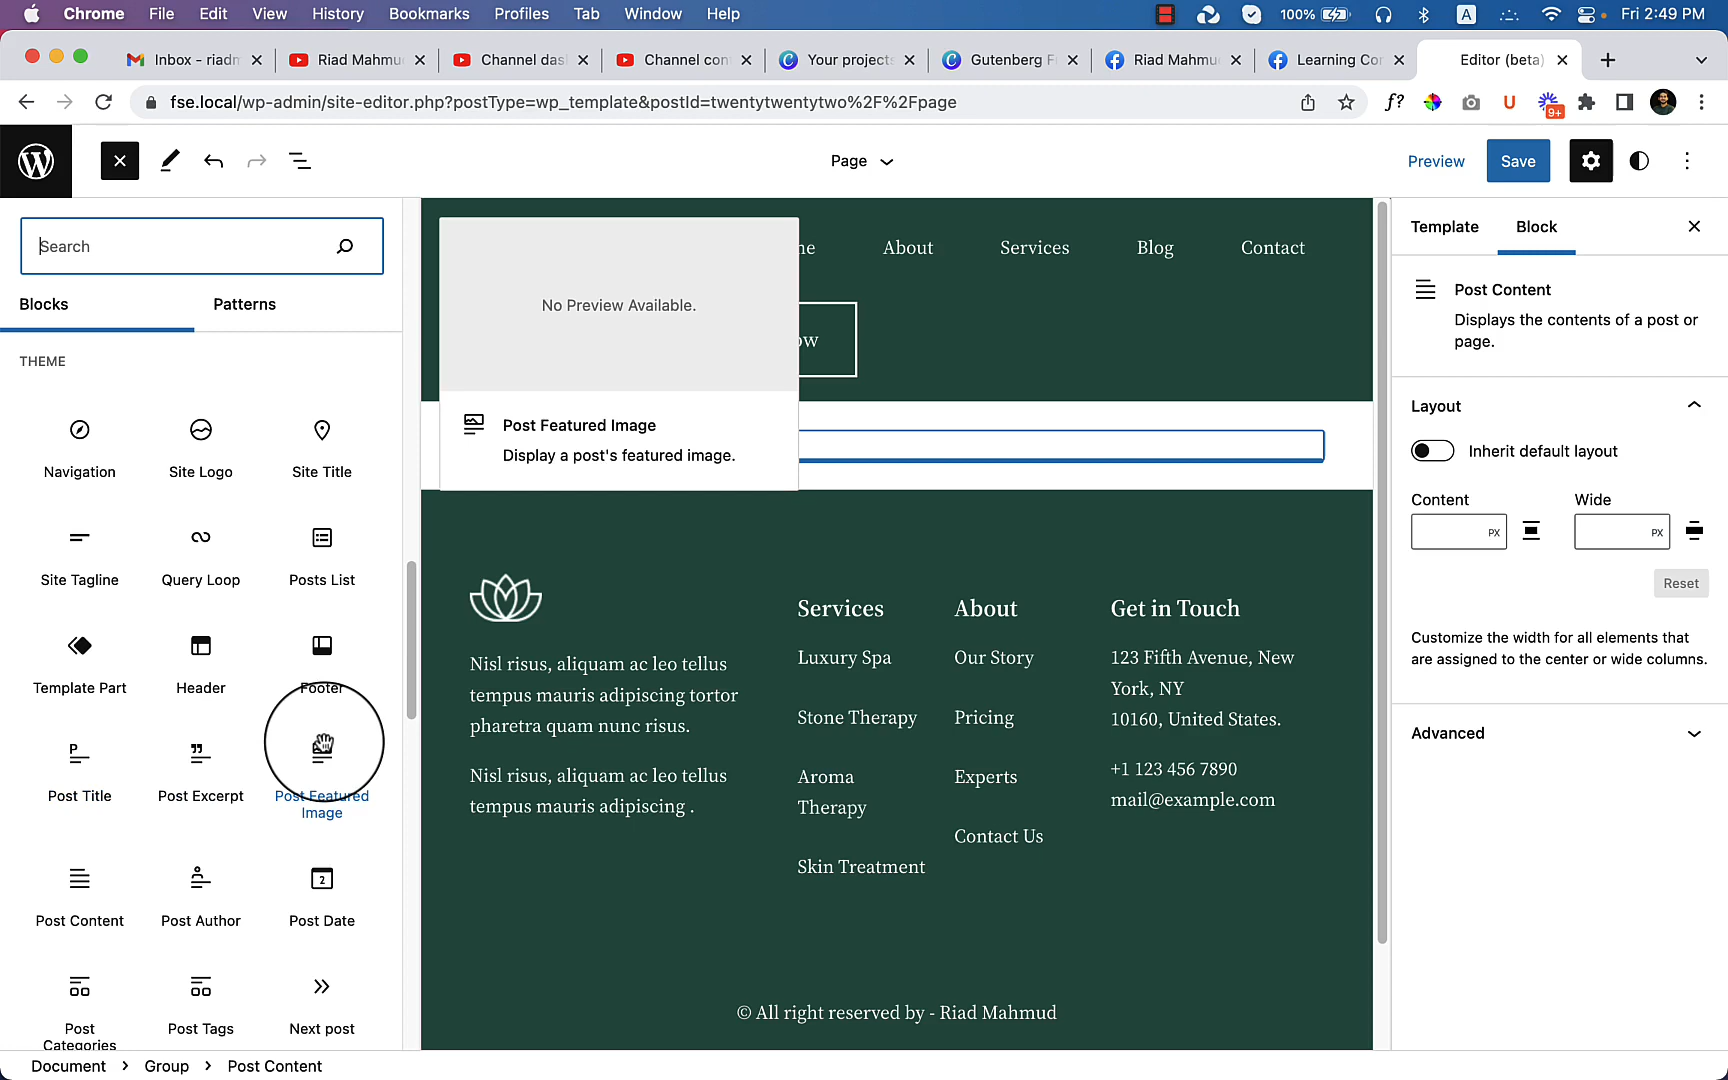 Chrome File Edit View History Bookmarks Profiles Tab Window Help 100% A Fri 2:49 PM
Inbox - riadm Riad Mahmu Channel das Channel con Your projects Gutenberg F Riad Mahmu Learning Co Editor (beta)
fse.local/wp-admin/site-editor.php?postType=wp_template&postId=twentytwentytwo%2F%2Fpage f? U 9+
Page Preview Save
Search
Blocks Patterns
THEME
Navigation Site Logo Site Title
Site Tagline Query Loop Posts List
Template Part Header Footer
P
Post Title Post Excerpt Post Featured
Image
2
Post Content Post Author Post Date
Post
Categories
Post Tags Next post
No Preview Available.
Post Featured Image
Display a post's featured image.
me About Services Blog Contact
ow
Nisl risus, aliquam ac leo tellus
tempus mauris adipiscing tortor
pharetra quam nunc risus.
Nisl risus, aliquam ac leo tellus
tempus mauris adipiscing .
Services
Luxury Spa
Stone Therapy
Aroma
Therapy
Skin Treatment
About
Our Story
Pricing
Experts
Contact Us
Get in Touch
123 Fifth Avenue, New
York, NY
10160, United States.
+1 123 456 7890
mail@example.com
© All right reserved by - Riad Mahmud
Template Block
Post Content
Displays the contents of a post or
page.
Layout
Inherit default layout
Content Wide
PX PX
Reset
Customize the width for all elements that
are assigned to the center or wide columns.
Advanced
Document Group Post Content